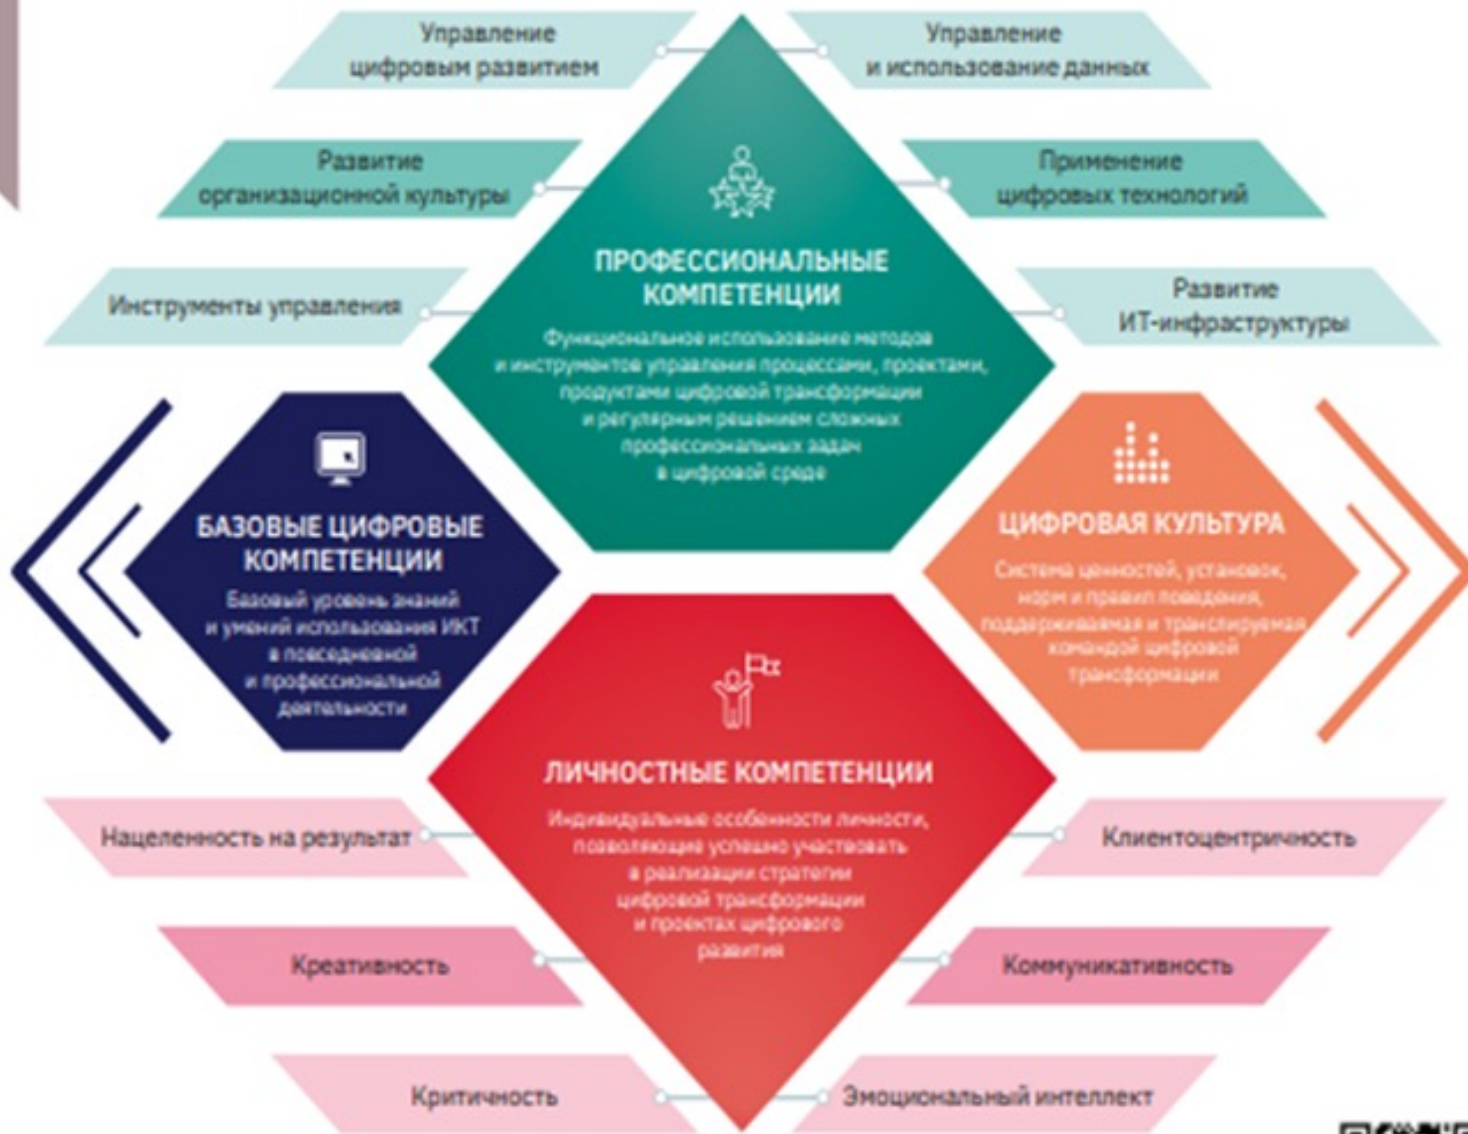 Управление
цифровым развитием
Управление
и использование данных
Развитие
организационной культуры
Применение
цифровых технологий
Инструменты управления
Развитие
ИТ-инфраструктуры
ПРОФЕССИОНАЛЬНЫЕ
КОМПЕТЕНЦИИ
Функциональное использование методов
и инструментов управления процессами, проектами,
продуктами цифровой трансформации
и регулярным решением сложных
профессиональных задач
в цифровой среде
БАЗОВЫЕ ЦИФРОВЫЕ
КОМПЕТЕНЦИИ
Базовый уровень знаний
и умений использования ИКТ
в повседневной
и профессиональной
деятельности
ЦИФРОВАЯ КУЛЬТУРА
Система ценностей, установок,
норм и правил поведения,
поддерживаемая и транслируемая
командой цифровой
трансформации
ЛИЧНОСТНЫЕ КОМПЕТЕНЦИИ
Индивидуальные особенности личности,
позволяющие успешно участвовать
в реализации стратегии
цифровой трансформации
и проектах цифрового
развития
Нацеленность на результат
Клиентоцентричность
Креативность
Коммуникативность
Критичность
Эмоциональный интеллект